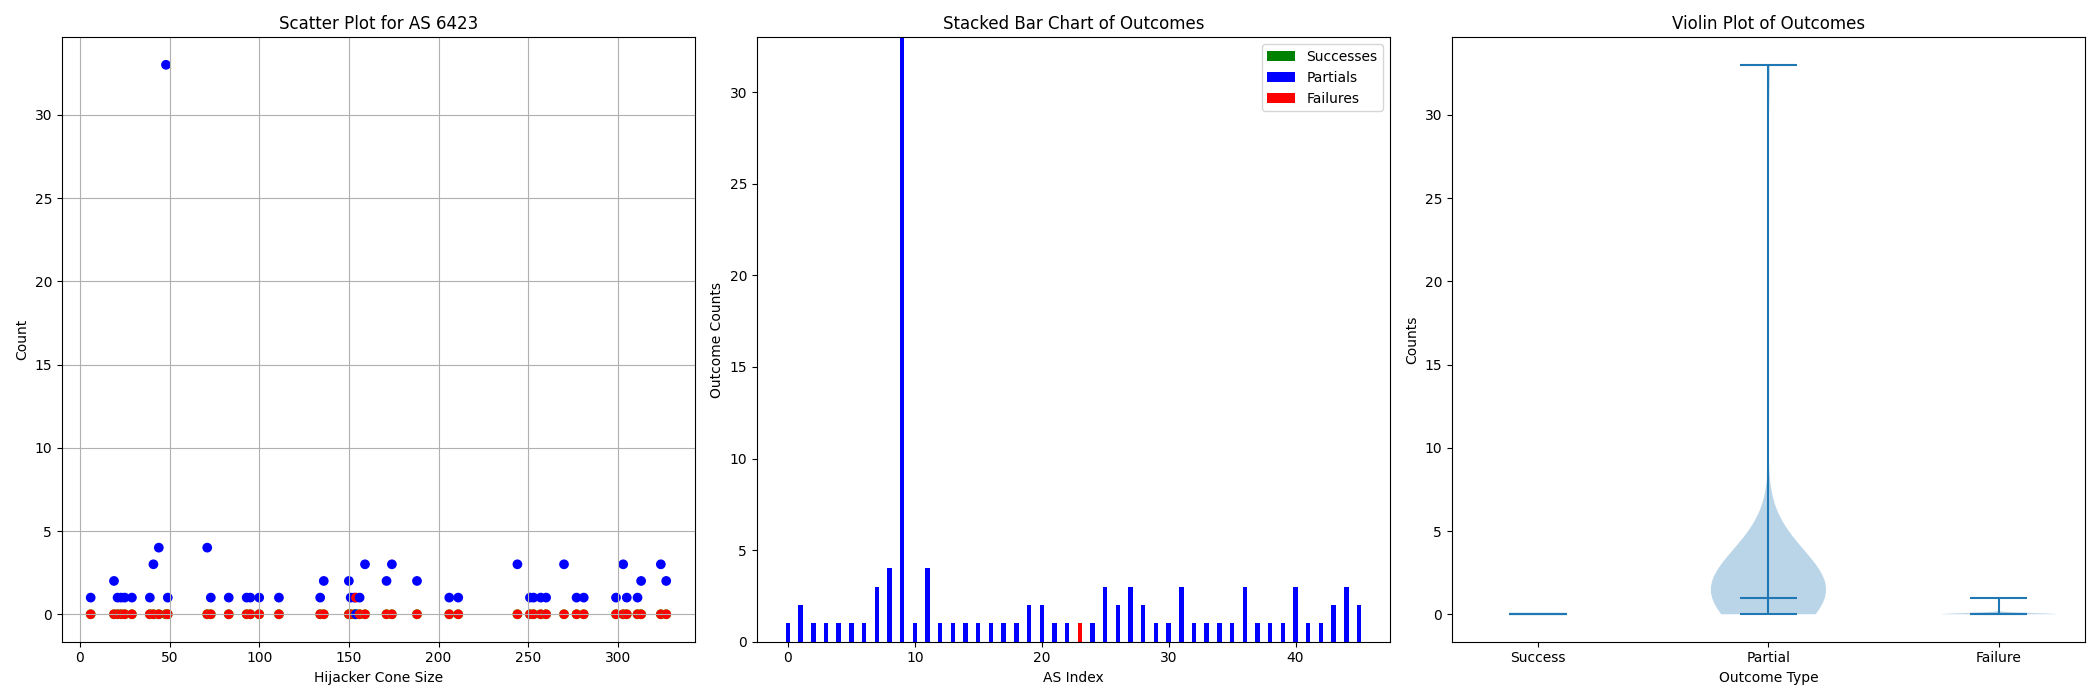 Scatter Plot for AS 6423
Count
30
25
20
15
10
5
0
0 50 100 150 200 250 300
Hijacker Cone Size
Stacked Bar Chart of Outcomes
Successes
Partials
Failures
Outcome Counts
30
25
20
15
10
5
0
0 10 20 30 40
AS Index
Violin Plot of Outcomes
Counts
30
25
20
15
10
5
0
Success Partial Failure
Outcome Type